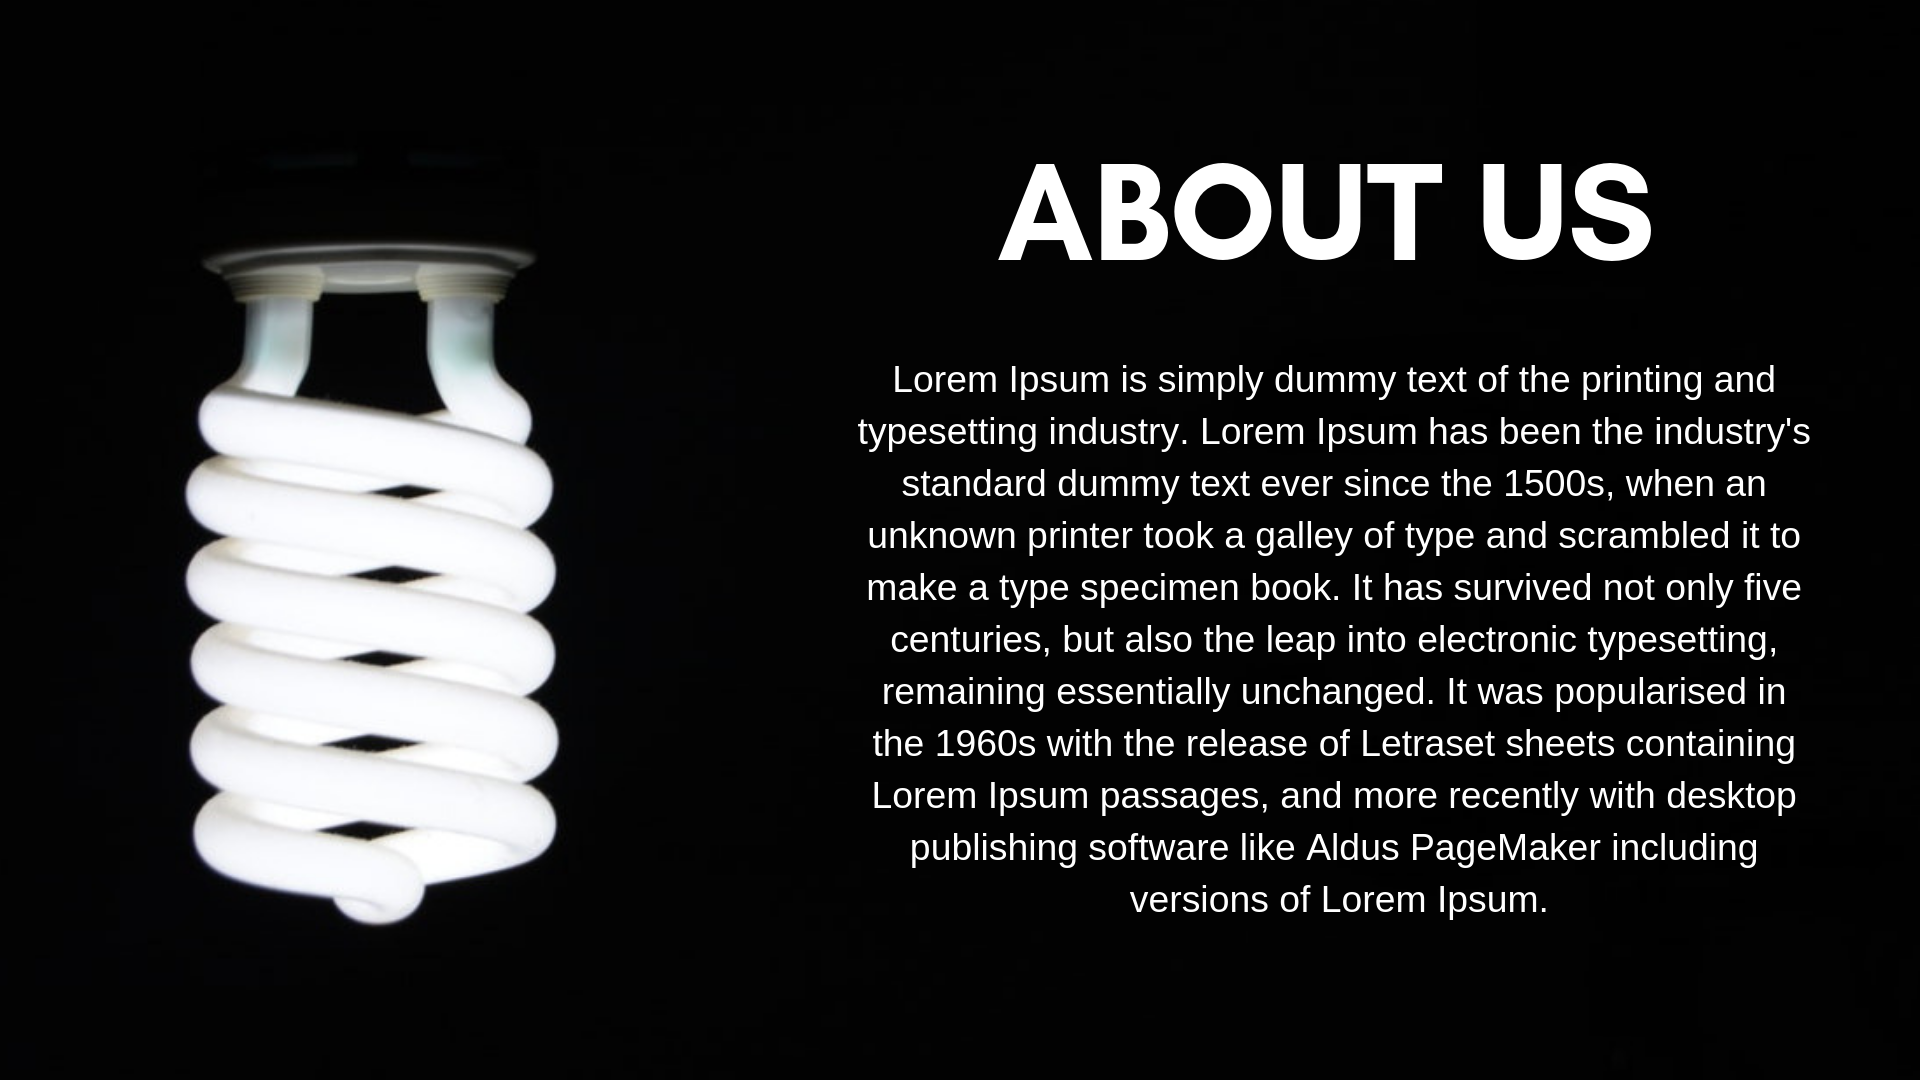 ABOUT US
Lorem Ipsum is simply dummy text of the printing and
typesetting industry. Lorem Ipsum has been the industry's
standard dummy text ever since the 1500s, when an
unknown printer took a galley of type and scrambled it to
make a type specimen book. It has survived not only five
centuries, but also the leap into electronic typesetting,
remaining essentially unchanged. It was popularised in
the 1960s with the release of Letraset sheets containing
Lorem Ipsum passages, and more recently with desktop
publishing software like Aldus PageMaker including
versions of Lorem Ipsum.